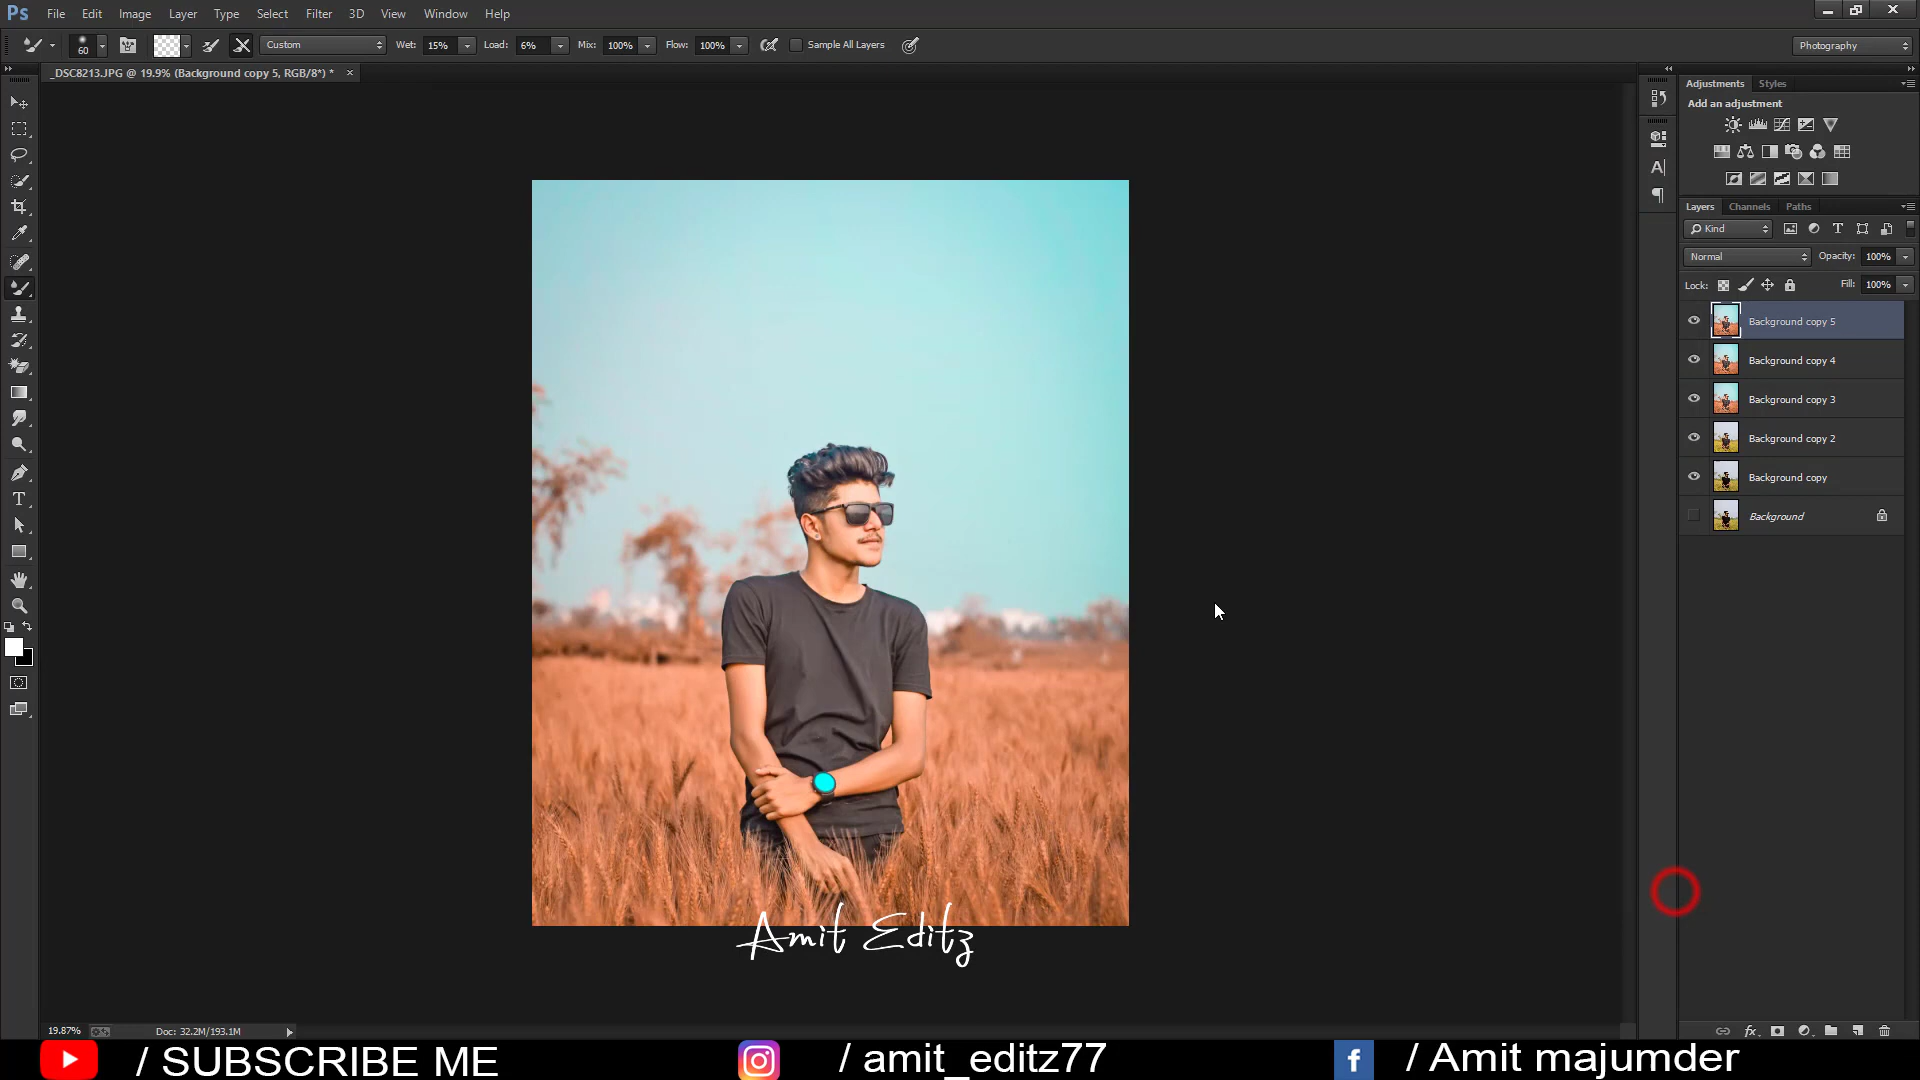 Ps File Edit Image Layer Type Select Filter 3D View Window Help
60 Custom Wet: 15% Load: 6% Mix: 100% Flow: 100% Sample All Layers Photography
_DSC8213.JPG @ 19.9% (Background copy 5, RGB/8*) *
Adjustments Styles
Add an adjustment
Layers Channels Paths
Kind
Normal Opacity: 100%
Lock: Fill: 100%
Background copy 5
Background copy 4
Background copy 3
Background copy 2
Background copy
Background
Amit Editz
19.87% Doc: 32.2M/193.1M
/ SUBSCRIBE ME / amit_editz77 / Amit majumder